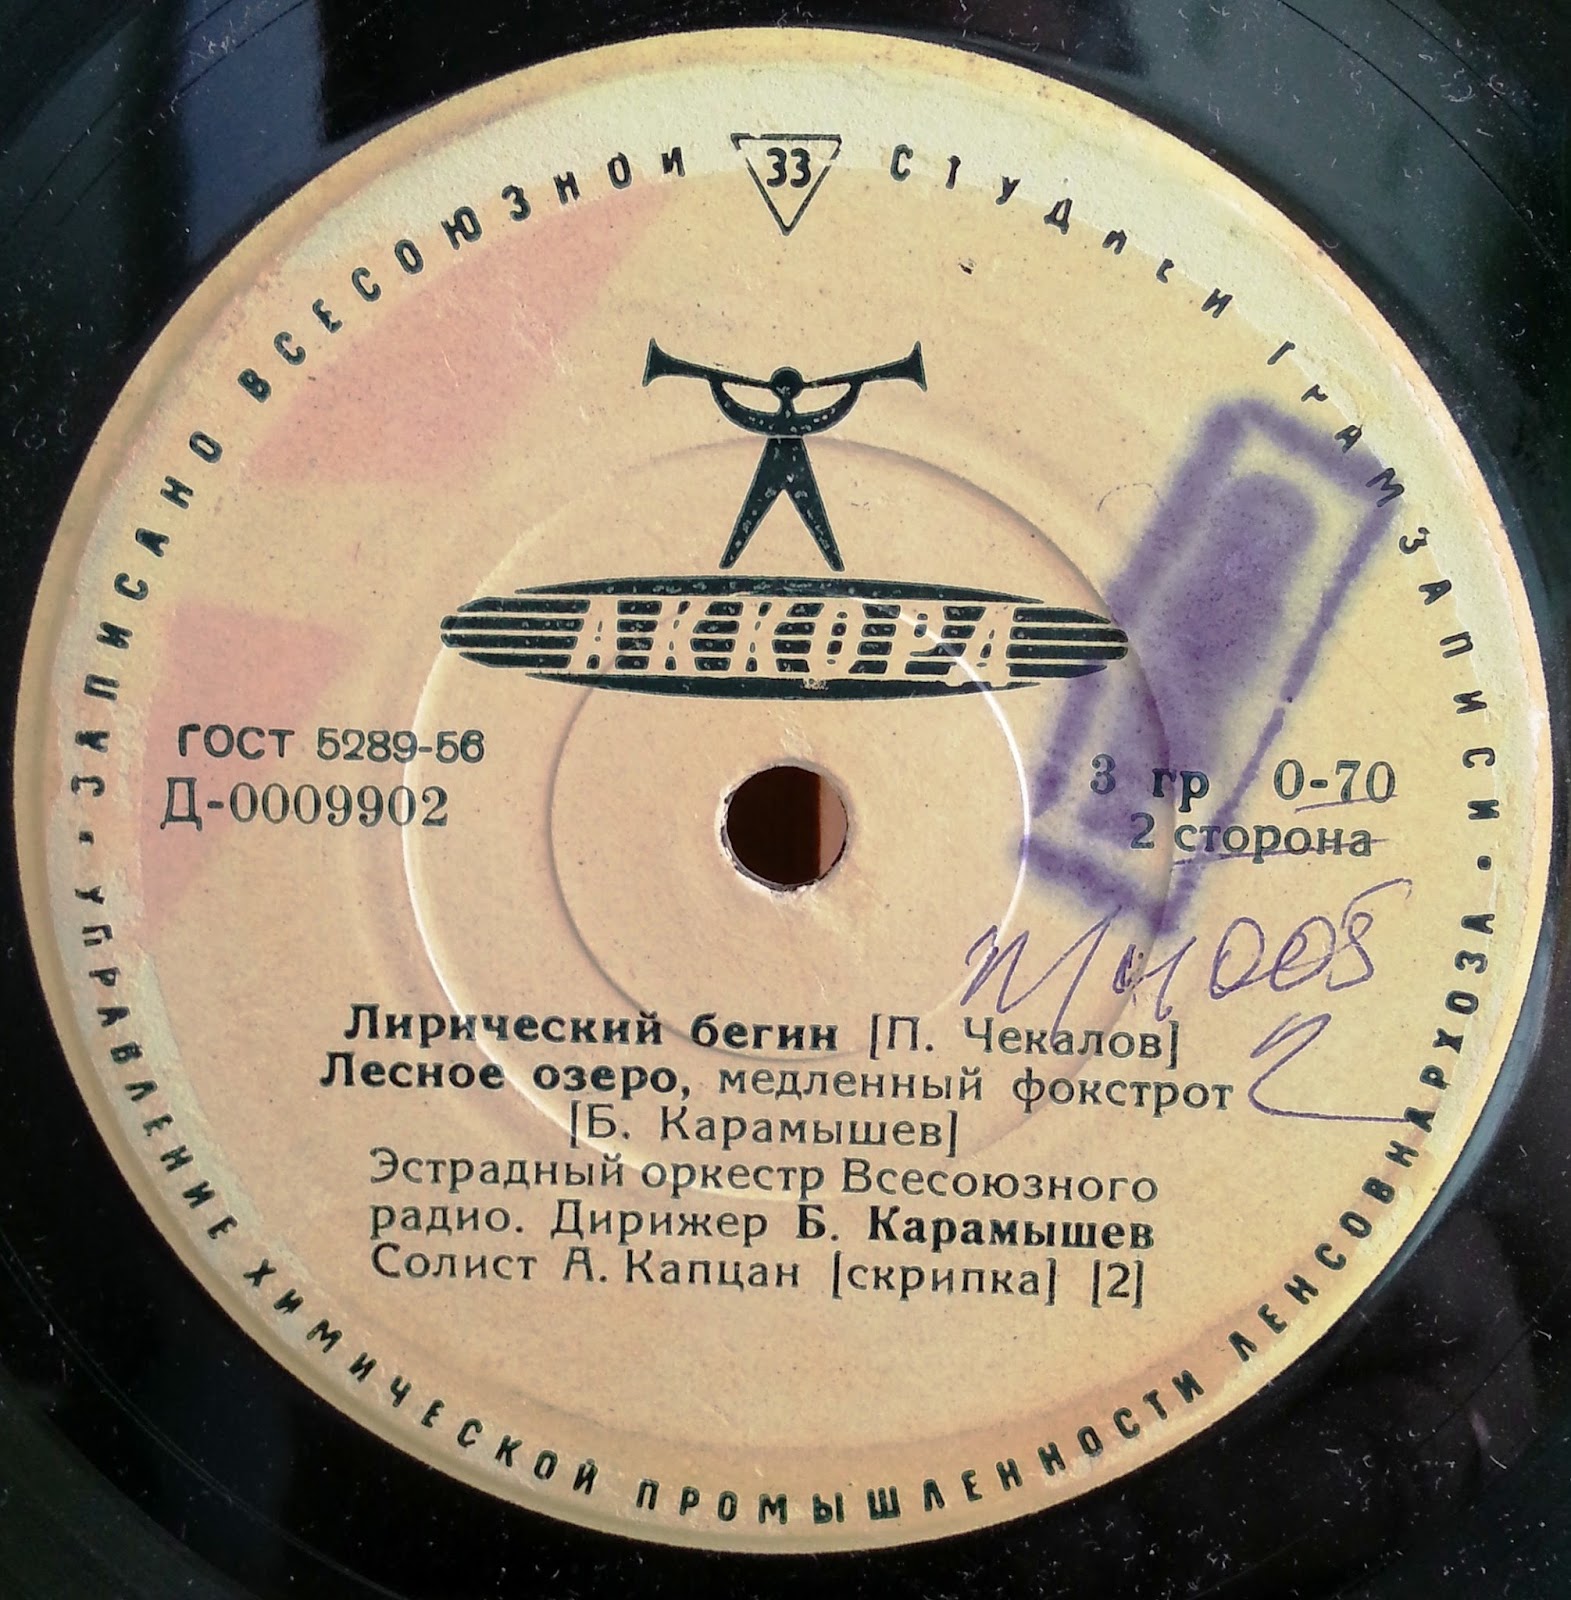 ЗАПИСАНО ВСЕСОЮЗНОЙ
33
СТУДИЕЙ ГРАМЗАПИСИ •
АККОРД
ГОСТ 5289-56
Д-0009902
3 гр 0-70
2 сторона
Лирический бегин [П. Чекалов]
Лесное озеро, медленный фокстрот
[Б. Карамышев]
Эстрадный оркестр Всесоюзного
радио. Дирижер Б. Карамышев
Солист А. Капцан [скрипка] [2]
УПРАВЛЕНИЕ ХИМИЧЕСКОЙ ПРОМЫШЛЕННОСТИ ЛЕНСОВНАРХОЗА